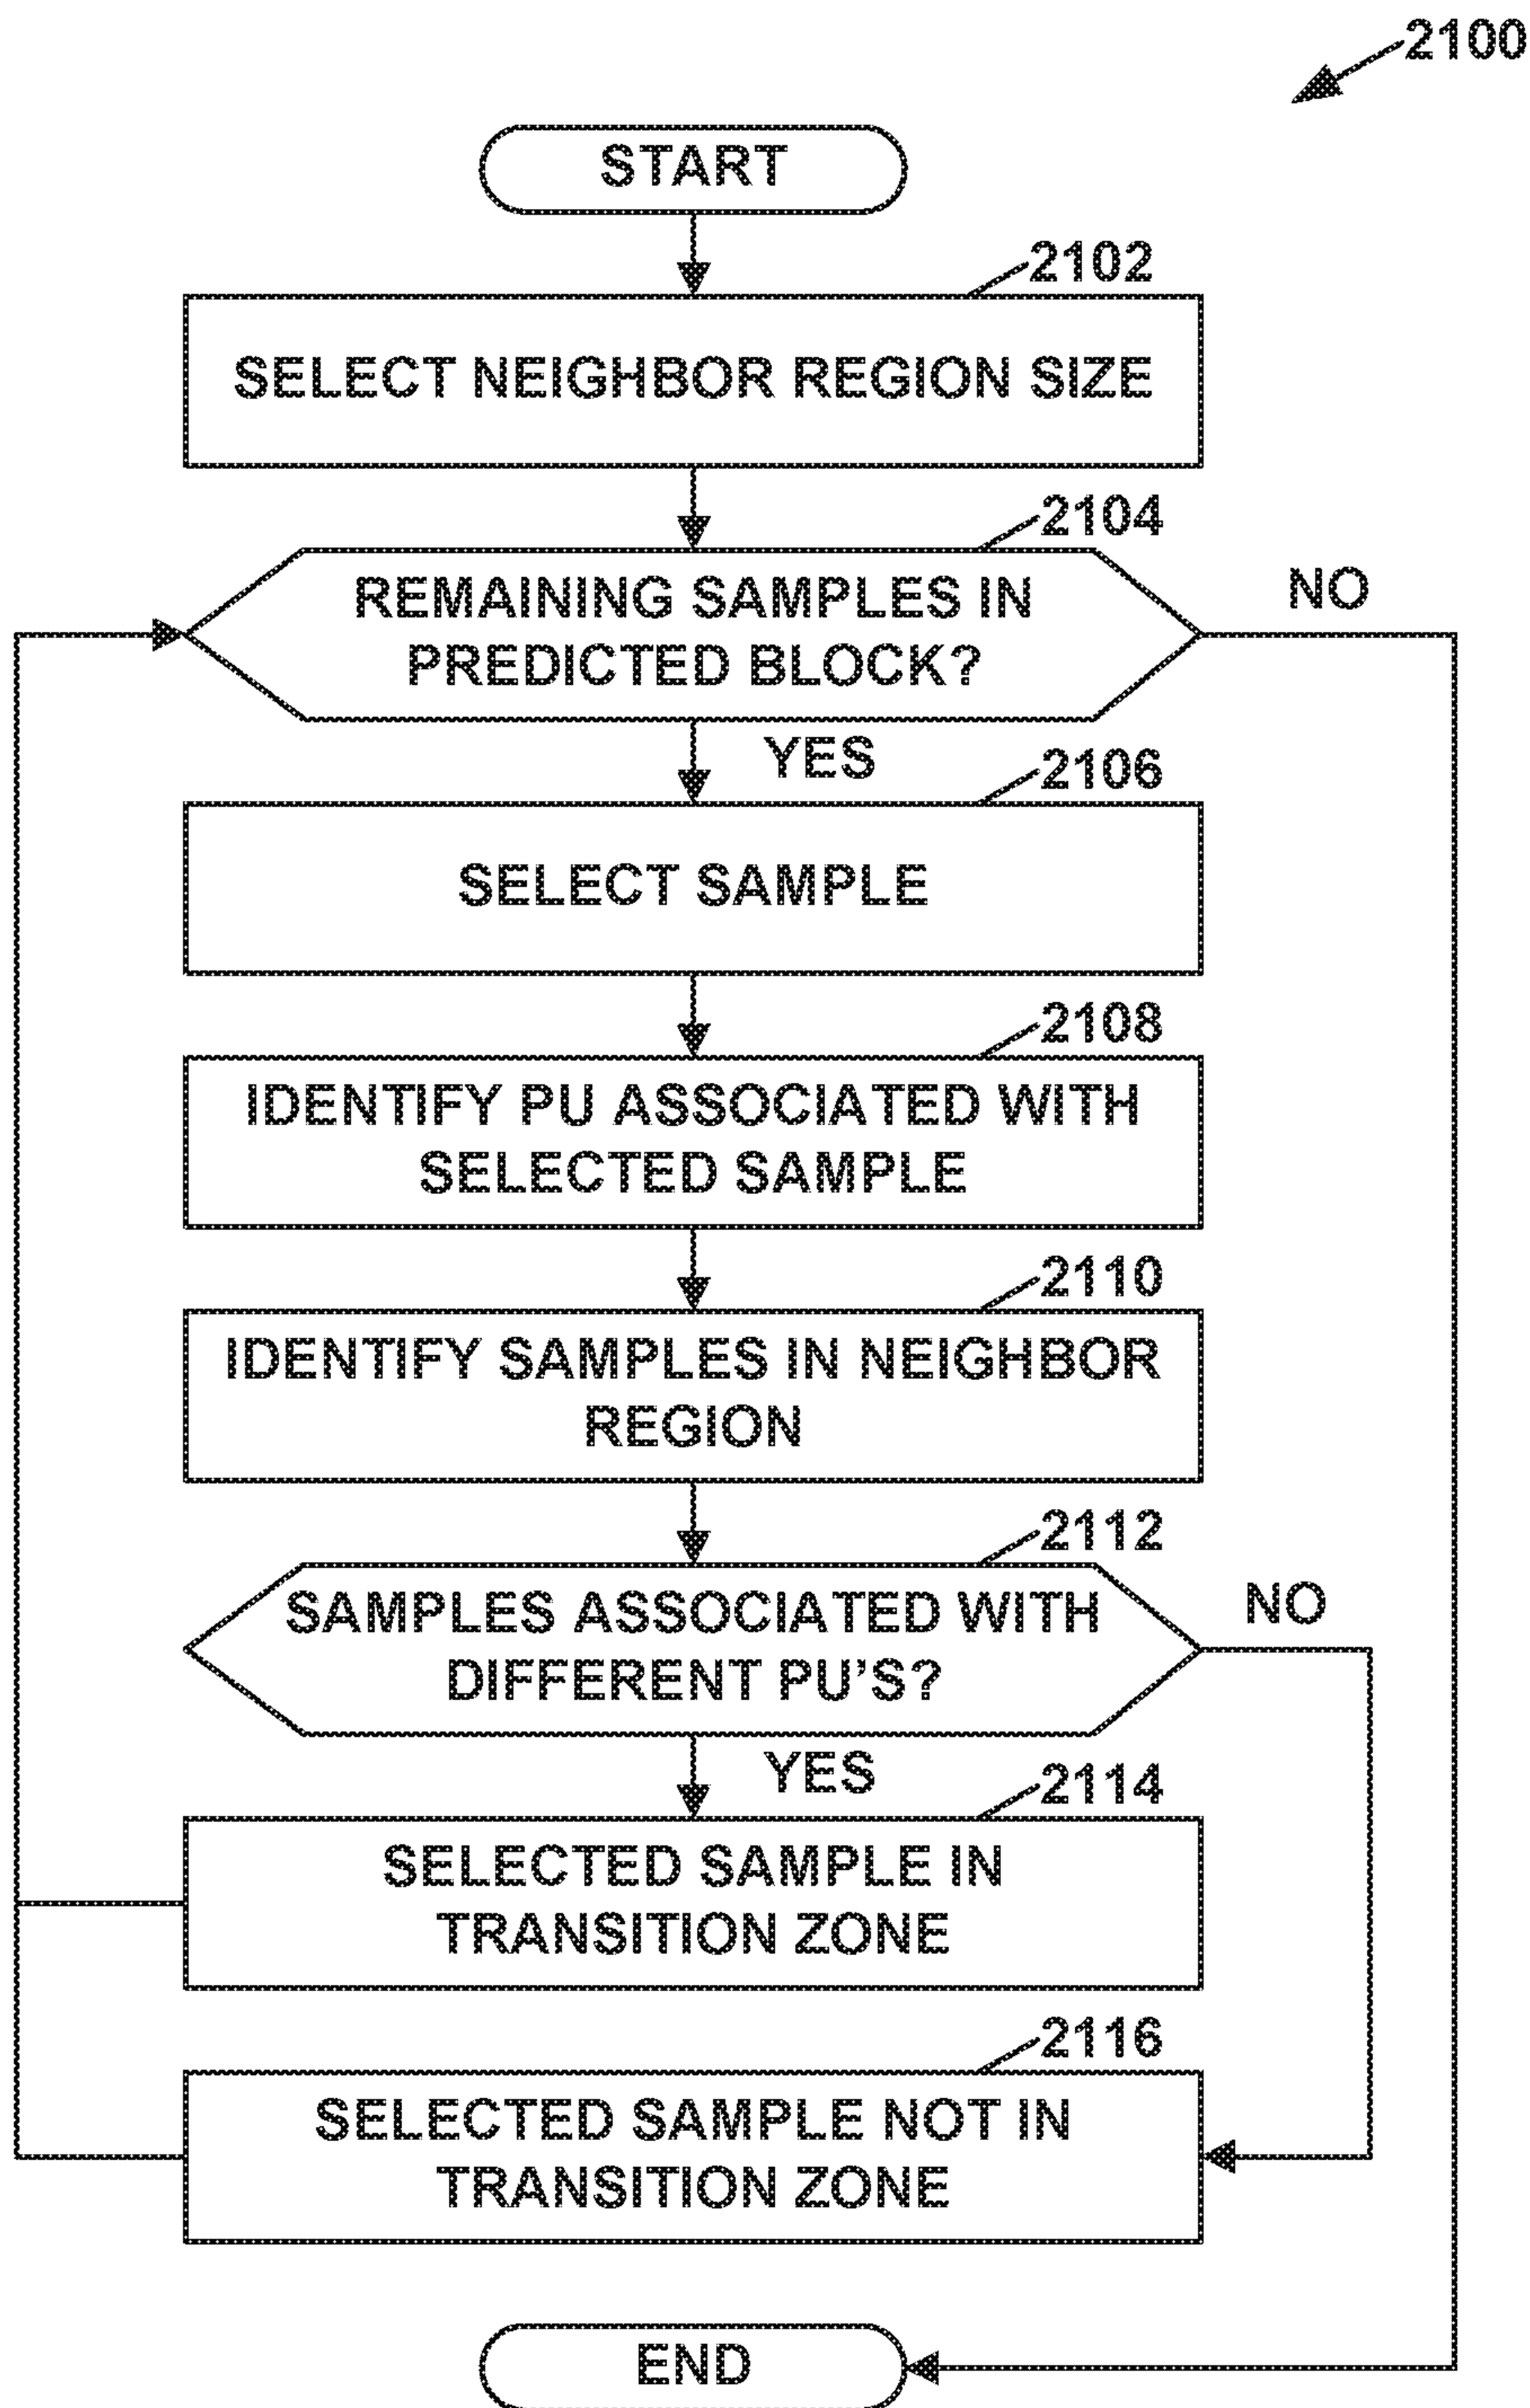 2100
START
2102
SELECT NEIGHBOR REGION SIZE
2104
REMAINING SAMPLES IN
PREDICTED BLOCK?
NO
YES
2106
SELECT SAMPLE
2108
IDENTIFY PU ASSOCIATED WITH
SELECTED SAMPLE
2110
IDENTIFY SAMPLES IN NEIGHBOR
REGION
2112
SAMPLES ASSOCIATED WITH
DIFFERENT PU'S?
NO
YES
2114
SELECTED SAMPLE IN
TRANSITION ZONE
2116
SELECTED SAMPLE NOT IN
TRANSITION ZONE
END